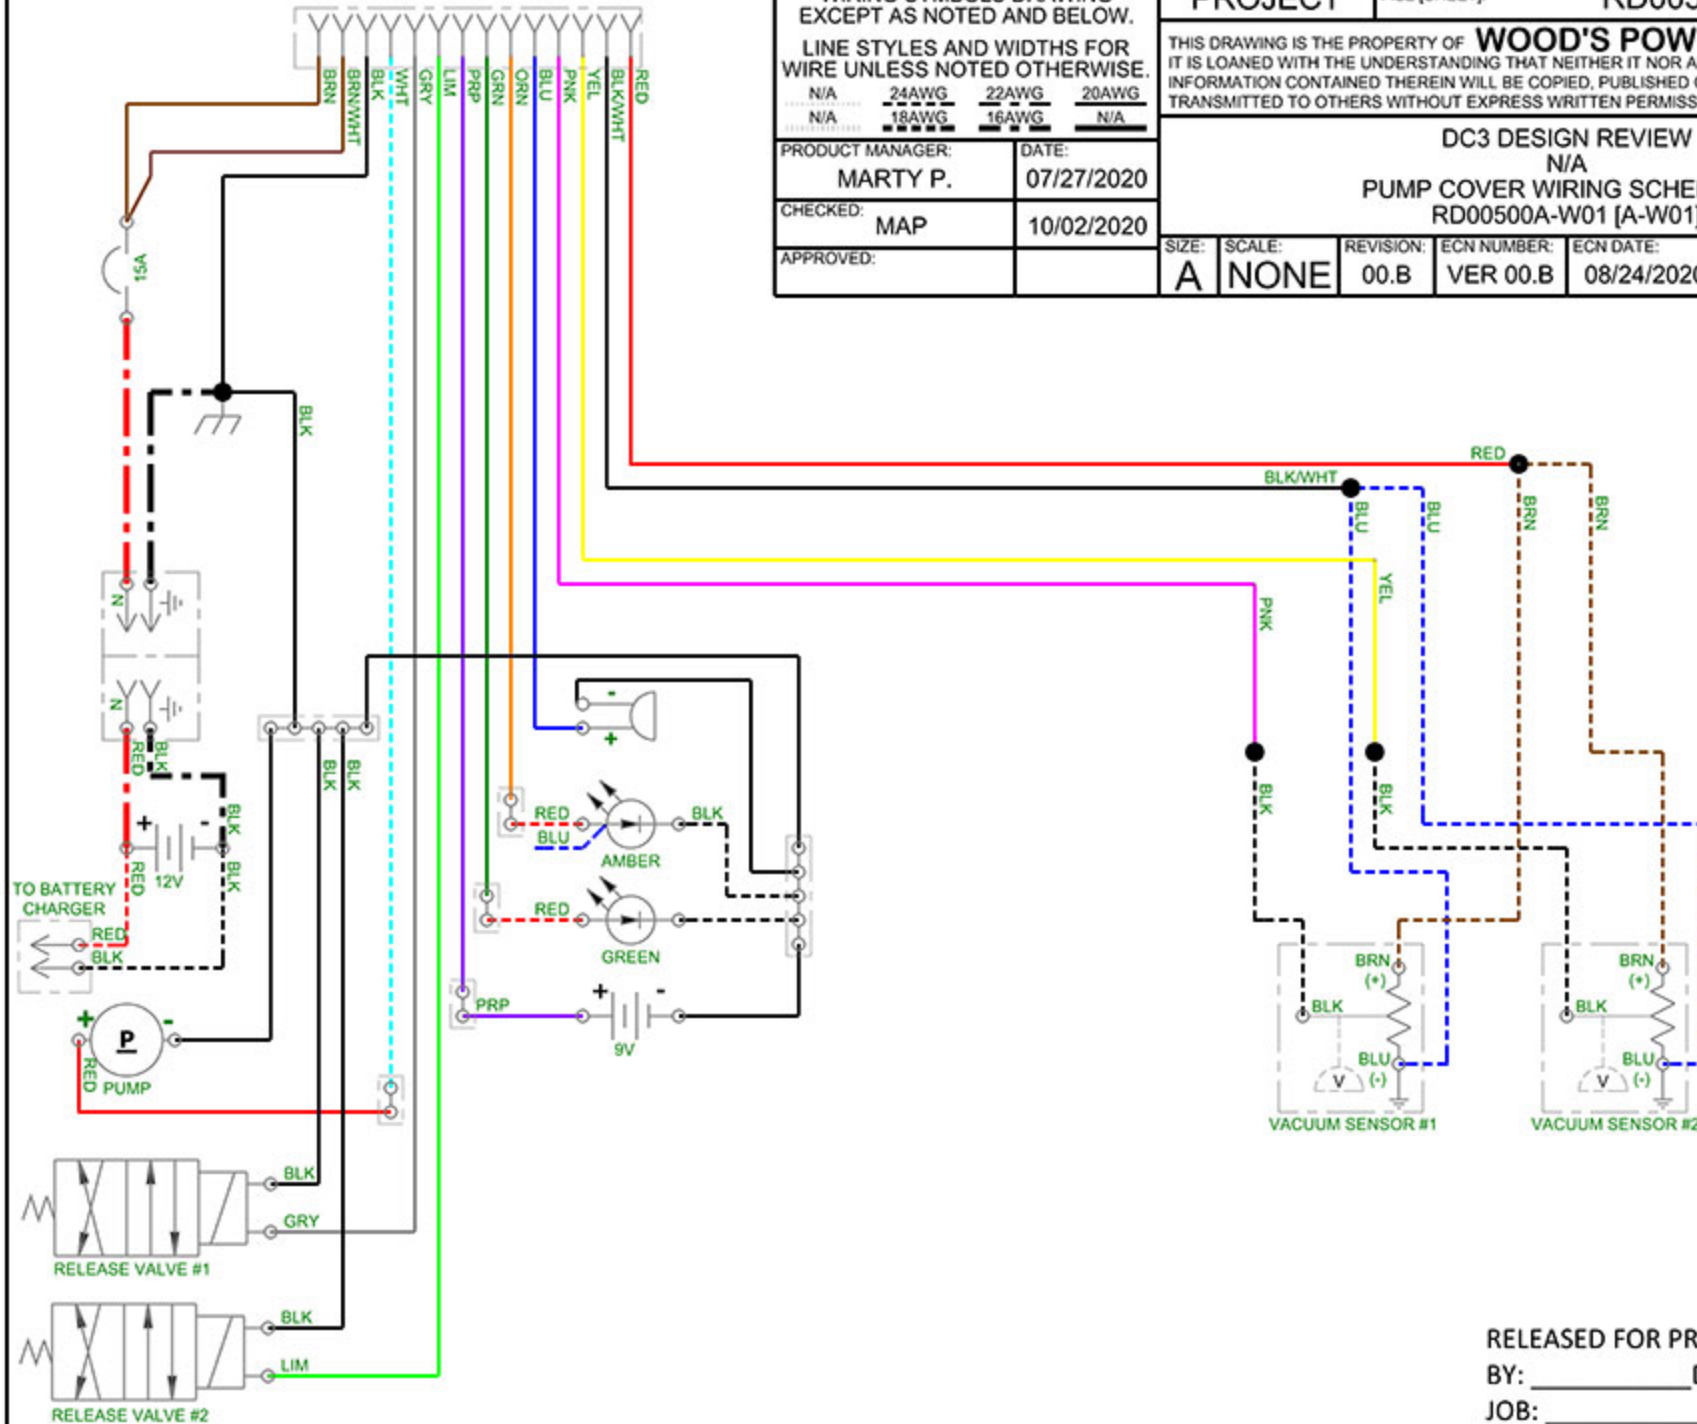 EXCEPT AS NOTED AND BELOW.
LINE STYLES AND WIDTHS FOR
WIRE UNLESS NOTED OTHERWISE.
N/A 24AWG 22AWG 20AWG
N/A 18AWG 16AWG N/A
PRODUCT MANAGER: DATE:
MARTY P. 07/27/2020
CHECKED:
MAP 10/02/2020
APPROVED:
PROJECT
THIS DRAWING IS THE PROPERTY OF WOOD'S POW
IT IS LOANED WITH THE UNDERSTANDING THAT NEITHER IT NOR A
INFORMATION CONTAINED THEREIN WILL BE COPIED, PUBLISHED
TRANSMITTED TO OTHERS WITHOUT EXPRESS WRITTEN PERMISS
DC3 DESIGN REVIEW
N/A
PUMP COVER WIRING SCHE
RD00500A-W01 [A-W01]
SIZE: SCALE: REVISION: ECN NUMBER: ECN DATE:
A NONE 00.B VER 00.B 08/24/2020
BRN
BRN/WHT
BLK
WHT
GRY
LIM
PRP
GRN
ORN
BLU
PNK
YEL
BLK/WHT
RED
15A
BLK
RED
BLK/WHT
BLU
BLU
BRN
BRN
YEL
PNK
N
N
RED
BLK
BLK
BLK
- 
+
+ -
BLK
12V
RED
BLK
TO BATTERY
CHARGER
RED
BLK
RED
BLU
BLK
AMBER
RED
GREEN
PRP
+ -
9V
+ -
P
RED
PUMP
BLK
BLK
BRN
(+)
BLK
BLU
(-)
V
VACUUM SENSOR #1
BRN
(+)
BLK
BLU
(-)
V
VACUUM SENSOR #2
BLK
GRY
RELEASE VALVE #1
BLK
LIM
RELEASE VALVE #2
RELEASED FOR PR
BY:
JOB: